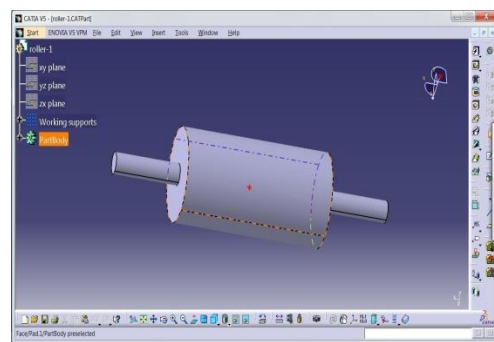 CATIA V5 - [roller-1.CATPart]
Start ENOVIA V5 VPM File Edit View Insert Tools Window Help
roller-1
xy plane
yz plane
zx plane
Working supports
PartBody
Face/Pad.1/PartBody preselected